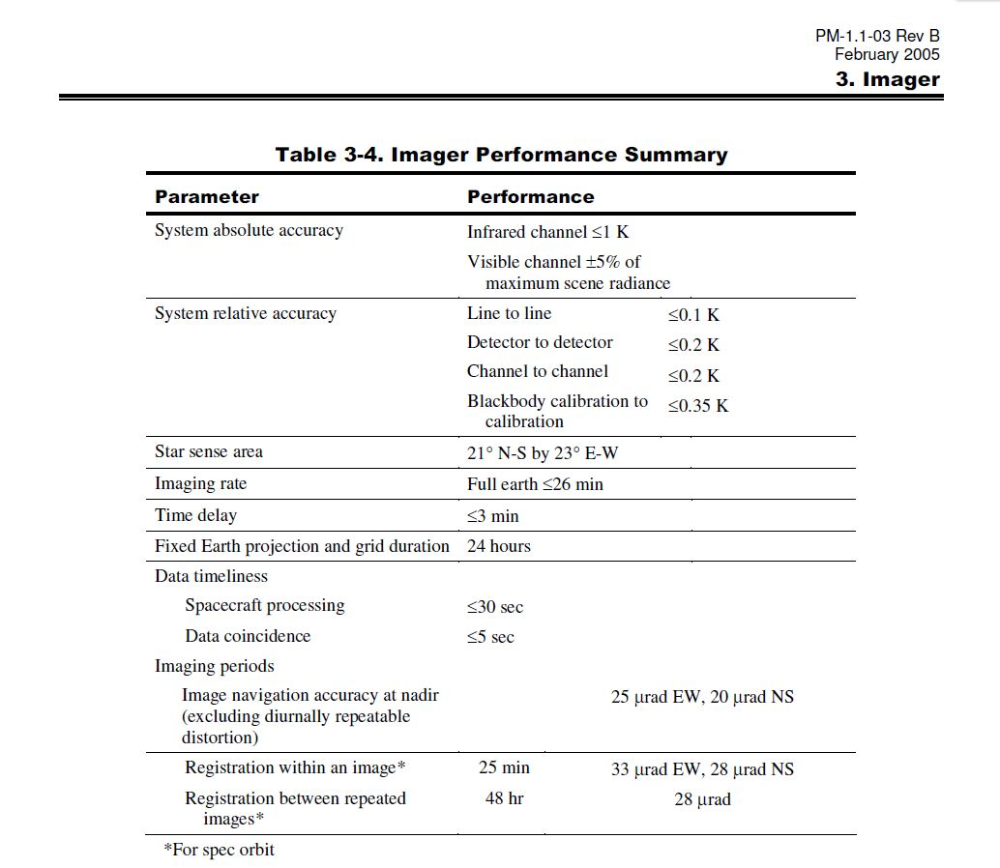 PM-1.1-03 Rev B
February 2005
3. Imager
Table 3-4. Imager Performance Summary
Parameter Performance
System absolute accuracy Infrared channel ≤1 K
Visible channel ±5% of
maximum scene radiance
System relative accuracy Line to line ≤0.1 K
Detector to detector ≤0.2 K
Channel to channel ≤0.2 K
Blackbody calibration to ≤0.35 K
calibration
Star sense area 21° N-S by 23° E-W
Imaging rate Full earth ≤26 min
Time delay ≤3 min
Fixed Earth projection and grid duration 24 hours
Data timeliness
Spacecraft processing ≤30 sec
Data coincidence ≤5 sec
Imaging periods
Image navigation accuracy at nadir 25 µrad EW, 20 µrad NS
(excluding diurnally repeatable
distortion)
Registration within an image* 25 min 33 µrad EW, 28 µrad NS
Registration between repeated 48 hr 28 µrad
images*
*For spec orbit